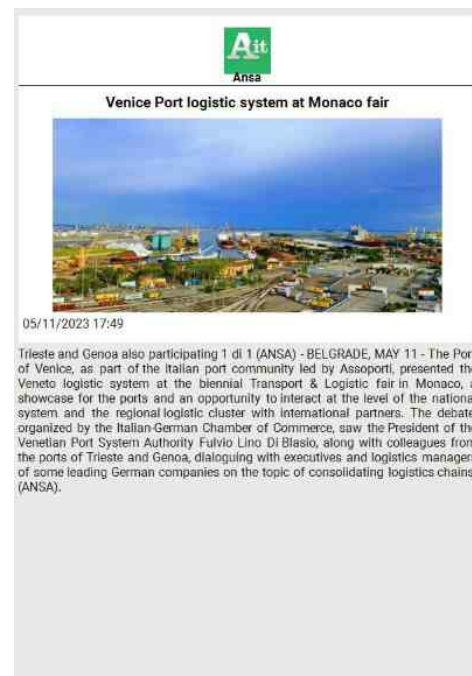 Ait
Ansa
Venice Port logistic system at Monaco fair
05/11/2023 17:49
Trieste and Genoa also participating 1 di 1 (ANSA) - BELGRADE, MAY 11 - The Por
of Venice, as part of the Italian port community led by Assoporti, presented the
Veneto logistic system at the biennial Transport & Logistic fair in Monaco,
showcase for the ports and an opportunity to interact at the level of the nationa
system and the regional logistic cluster with international partners. The debate
organized by the Italian-German Chamber of Commerce, saw the President of the
Venetian Port System Authority Fulvio Lino Di Blasio, along with colleagues from
the ports of Trieste and Genoa, dialoguing with executives and logistics manager
of some leading German companies on the topic of consolidating logistics chains
(ANSA).